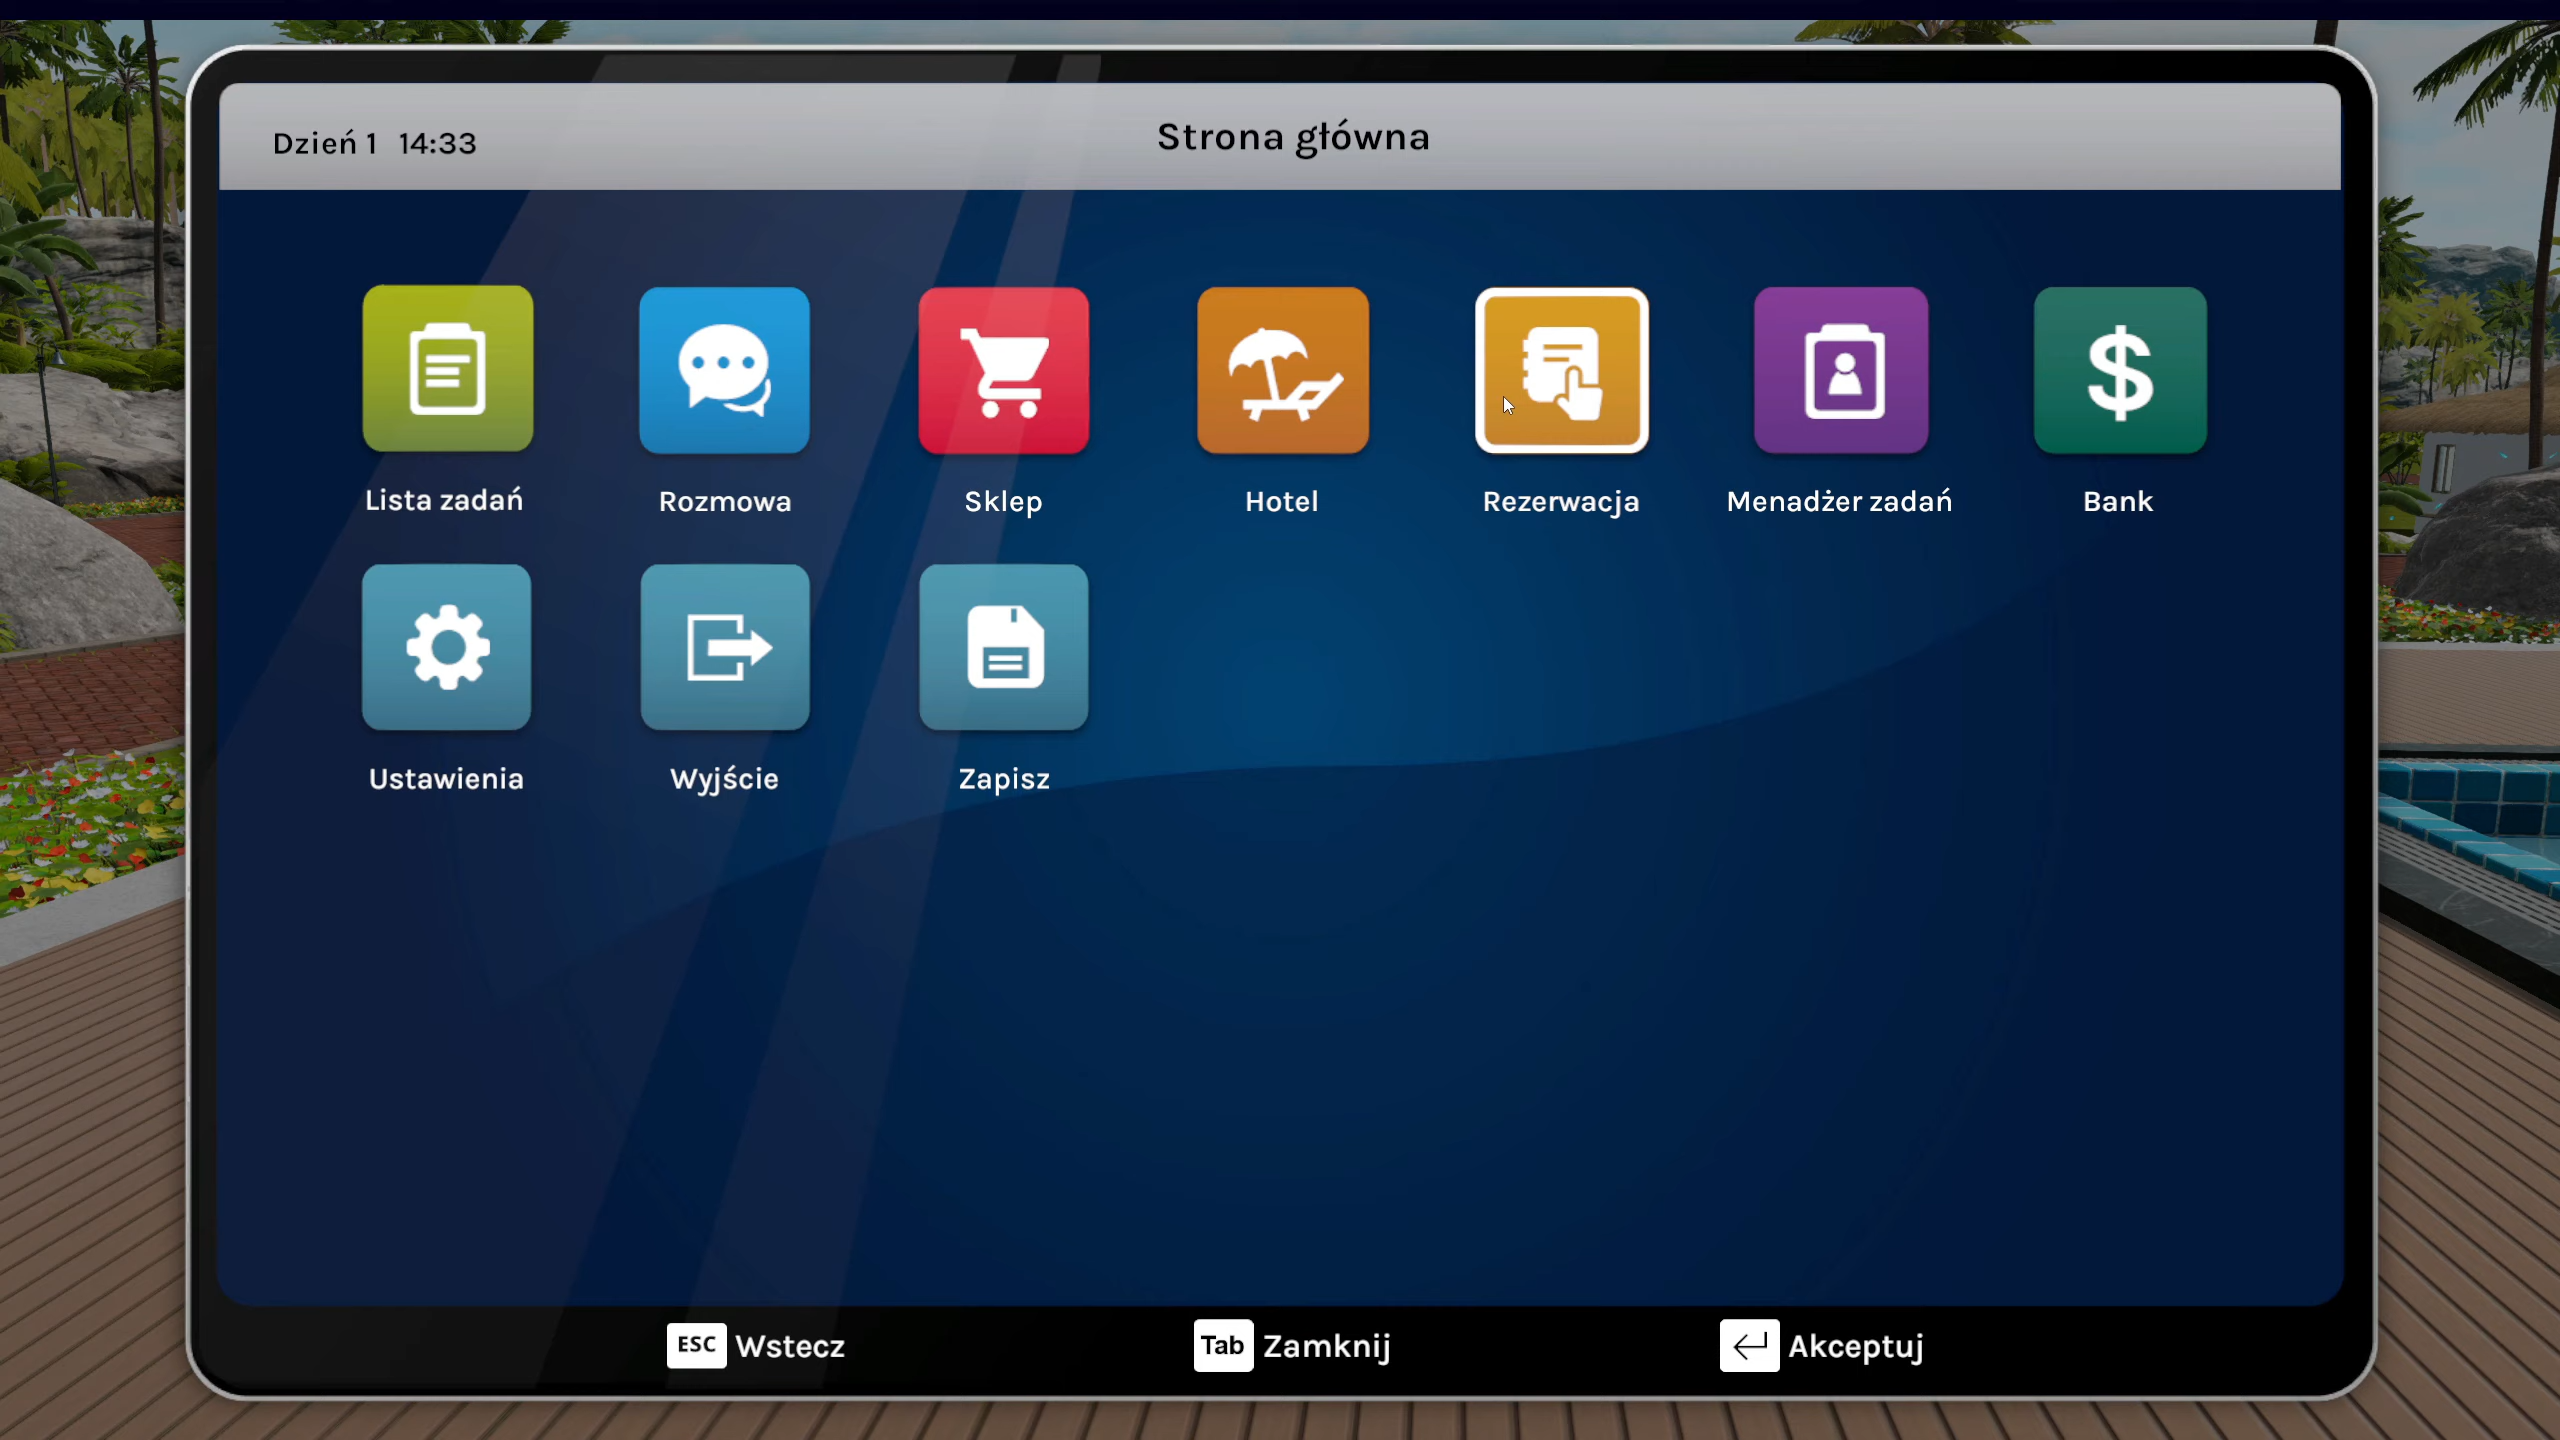 Dzień 1 14:33
Strona główna
Lista zadań
Rozmowa
Sklep
Hotel
Rezerwacja
Menadżer zadań
Bank
Ustawienia
Wyjście
Zapisz
ESC Wstecz
Tab Zamknij
Akceptuj